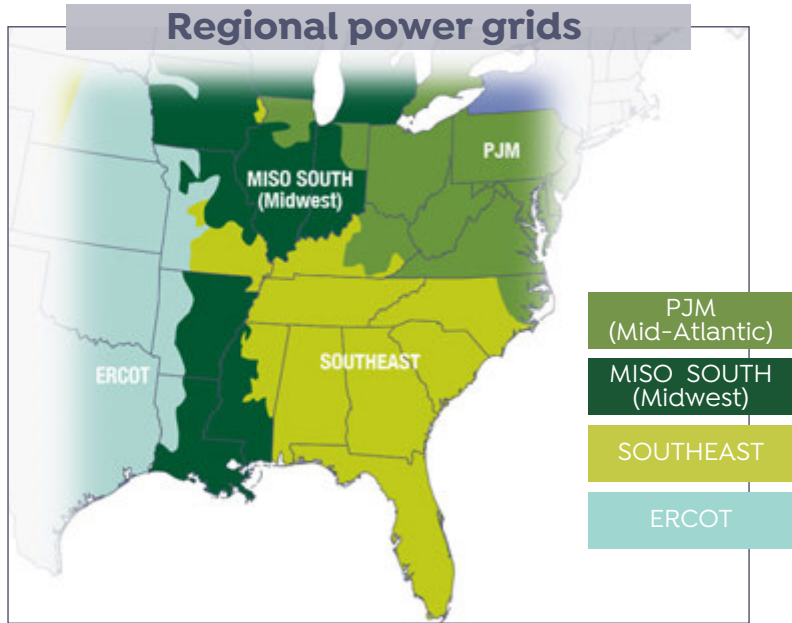 Regional power grids
PJM
MISO SOUTH
(Midwest)
ERCOT
SOUTHEAST
PJM
(Mid-Atlantic)
MISO SOUTH
(Midwest)
SOUTHEAST
ERCOT